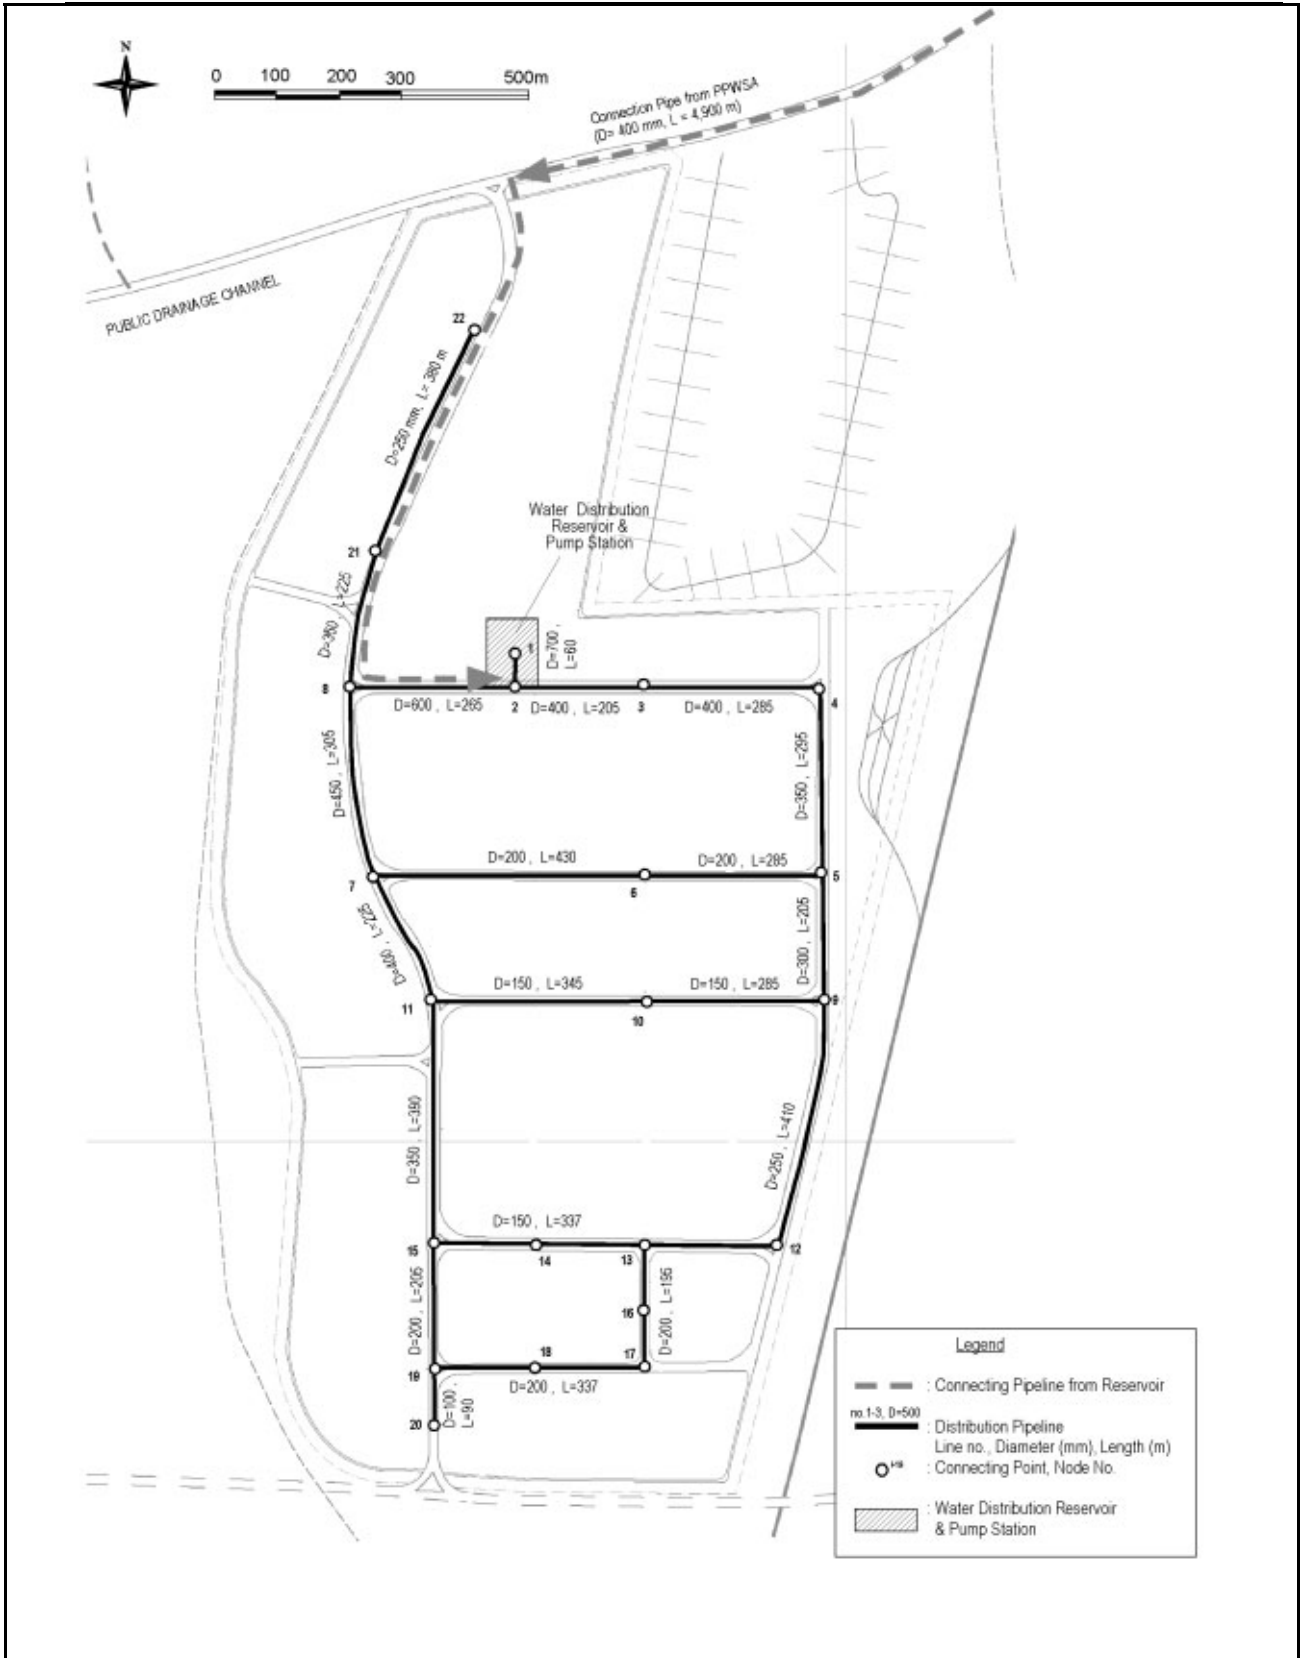 N
0 100 200 300 500m
Connection Pipe from PPWSA
(D= 400 mm, L = 4,900 m)
PUBLIC DRAINAGE CHANNEL
22
D=250 mm, L= 380 m
Water Distribution
Reservoir &
Pump Station
21
D=350, L=225
1
D=700,
L=60
8
D=600 , L=265
2
D=400 , L=205
3
D=400 , L=285
4
D=450 , L=305
D=350 , L=295
D=200 , L=430
D=200 , L=285
7
6
5
D=400 , L=225
D=300 , L=205
D=150 , L=345
D=150 , L=285
11
10
9
D=350 , L=390
D=250 , L=410
D=150 , L=337
15
14
13
12
D=200 , L=205
16
D=200 , L=195
18
17
19
D=200 , L=337
20
D=100 ,
L=90
Legend
: Connecting Pipeline from Reservoir
no.1-3, D=500
: Distribution Pipeline
Line no., Diameter (mm), Length (m)
: Connecting Point, Node No.
: Water Distribution Reservoir
& Pump Station